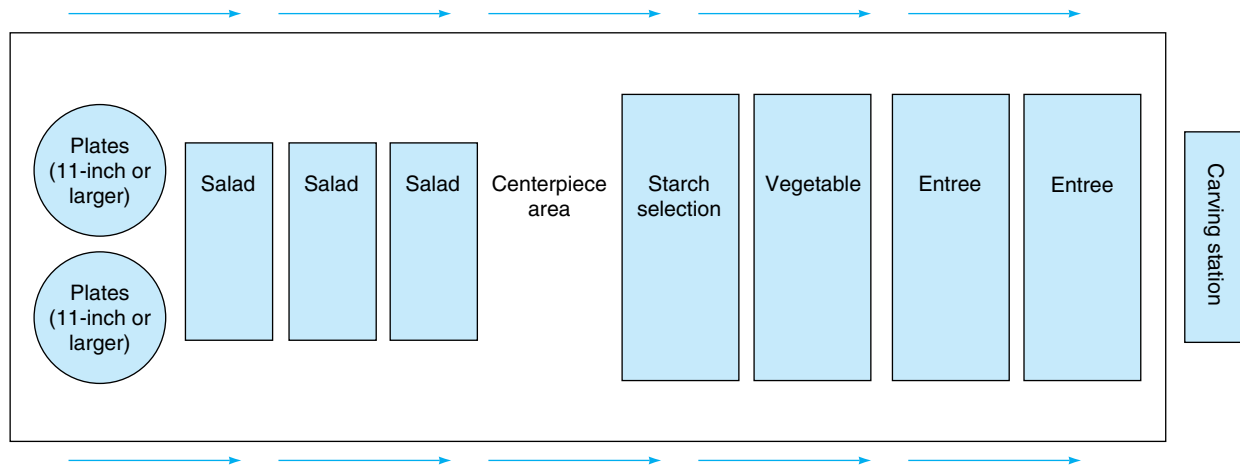 Plates
(11-inch or
larger)
Plates
(11-inch or
larger)
Salad
Salad
Salad
Centerpiece
area
Starch
selection
Vegetable
Entree
Entree
Carving station